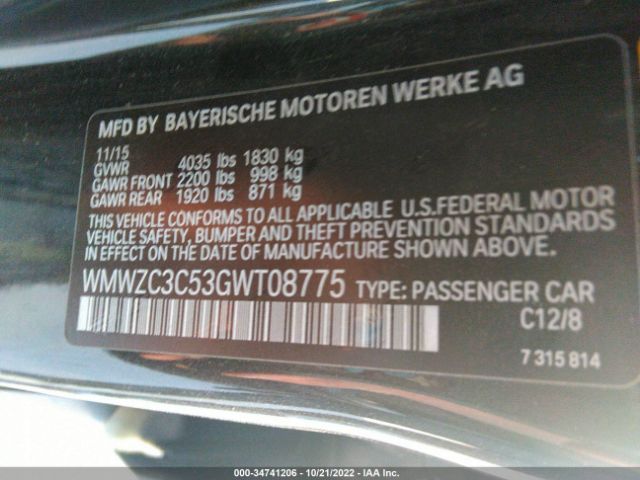 MFD BY BAYERISCHE MOTOREN WERKE AG
11/15
GVWR 4035 lbs 1830 kg
GAWR FRONT 2200 lbs 998 kg
GAWR REAR 1920 lbs 871 kg
THIS VEHICLE CONFORMS TO ALL APPLICABLE U.S.FEDERAL MOTOR
VEHICLE SAFETY, BUMPER AND THEFT PREVENTION STANDARDS
IN EFFECT ON THE DATE OF MANUFACTURE SHOWN ABOVE.
WMWZC3C53GWT08775 TYPE: PASSENGER CAR
C12/8
7 315 814
000-34741206 - 10/21/2022 - IAA Inc.